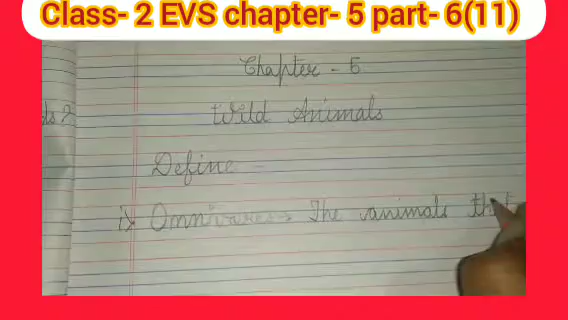 Class- 2 EVS chapter- 5 part- 6(11)
Chapter - 5
Wild Animals
Define -
i) Omnivores → The animals that